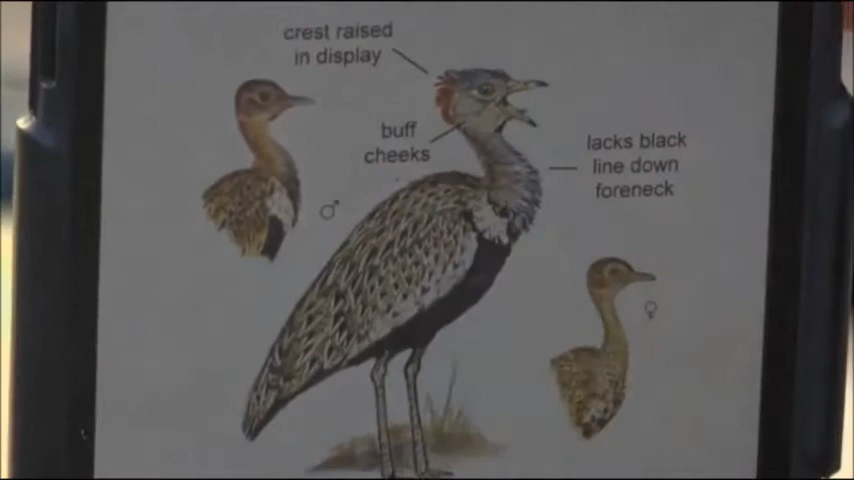 crest raised
in display
buff
cheeks
lacks black
line down
foreneck
♂
♀